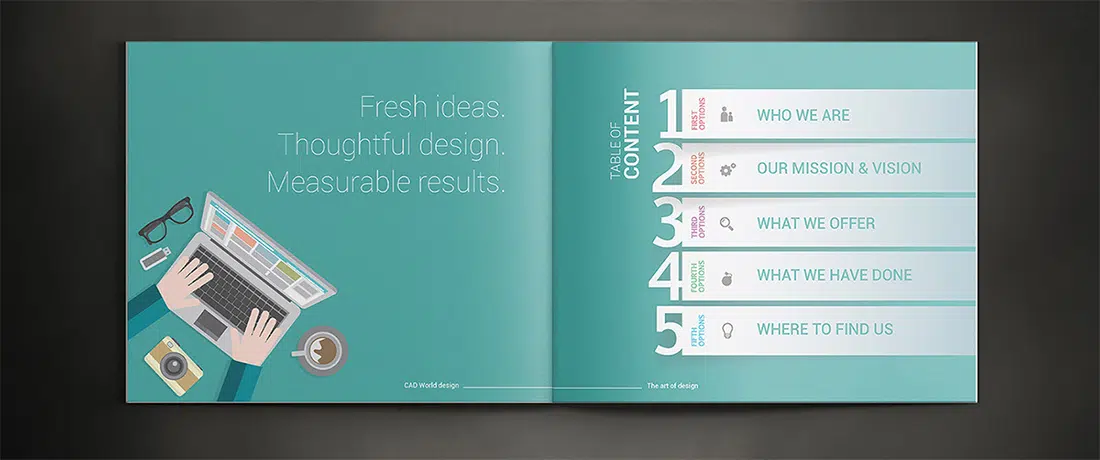 Fresh ideas.
Thoughtful design.
Measurable results.
CAD World design
The art of design
TABLE OF
CONTENT
1
FIRST
OPTIONS
WHO WE ARE
2
SECOND
OPTIONS
OUR MISSION & VISION
3
THIRD
OPTIONS
WHAT WE OFFER
4
FOURTH
OPTIONS
WHAT WE HAVE DONE
5
FIFTH
OPTIONS
WHERE TO FIND US